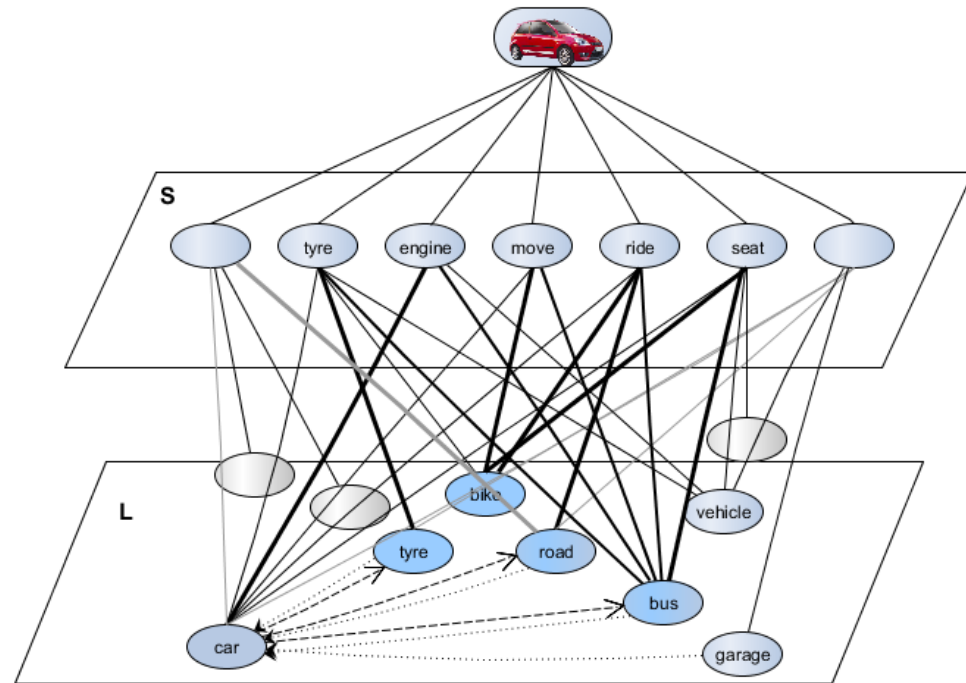 S
tyre
engine
move
ride
seat
L
bike
vehicle
tyre
road
bus
car
garage